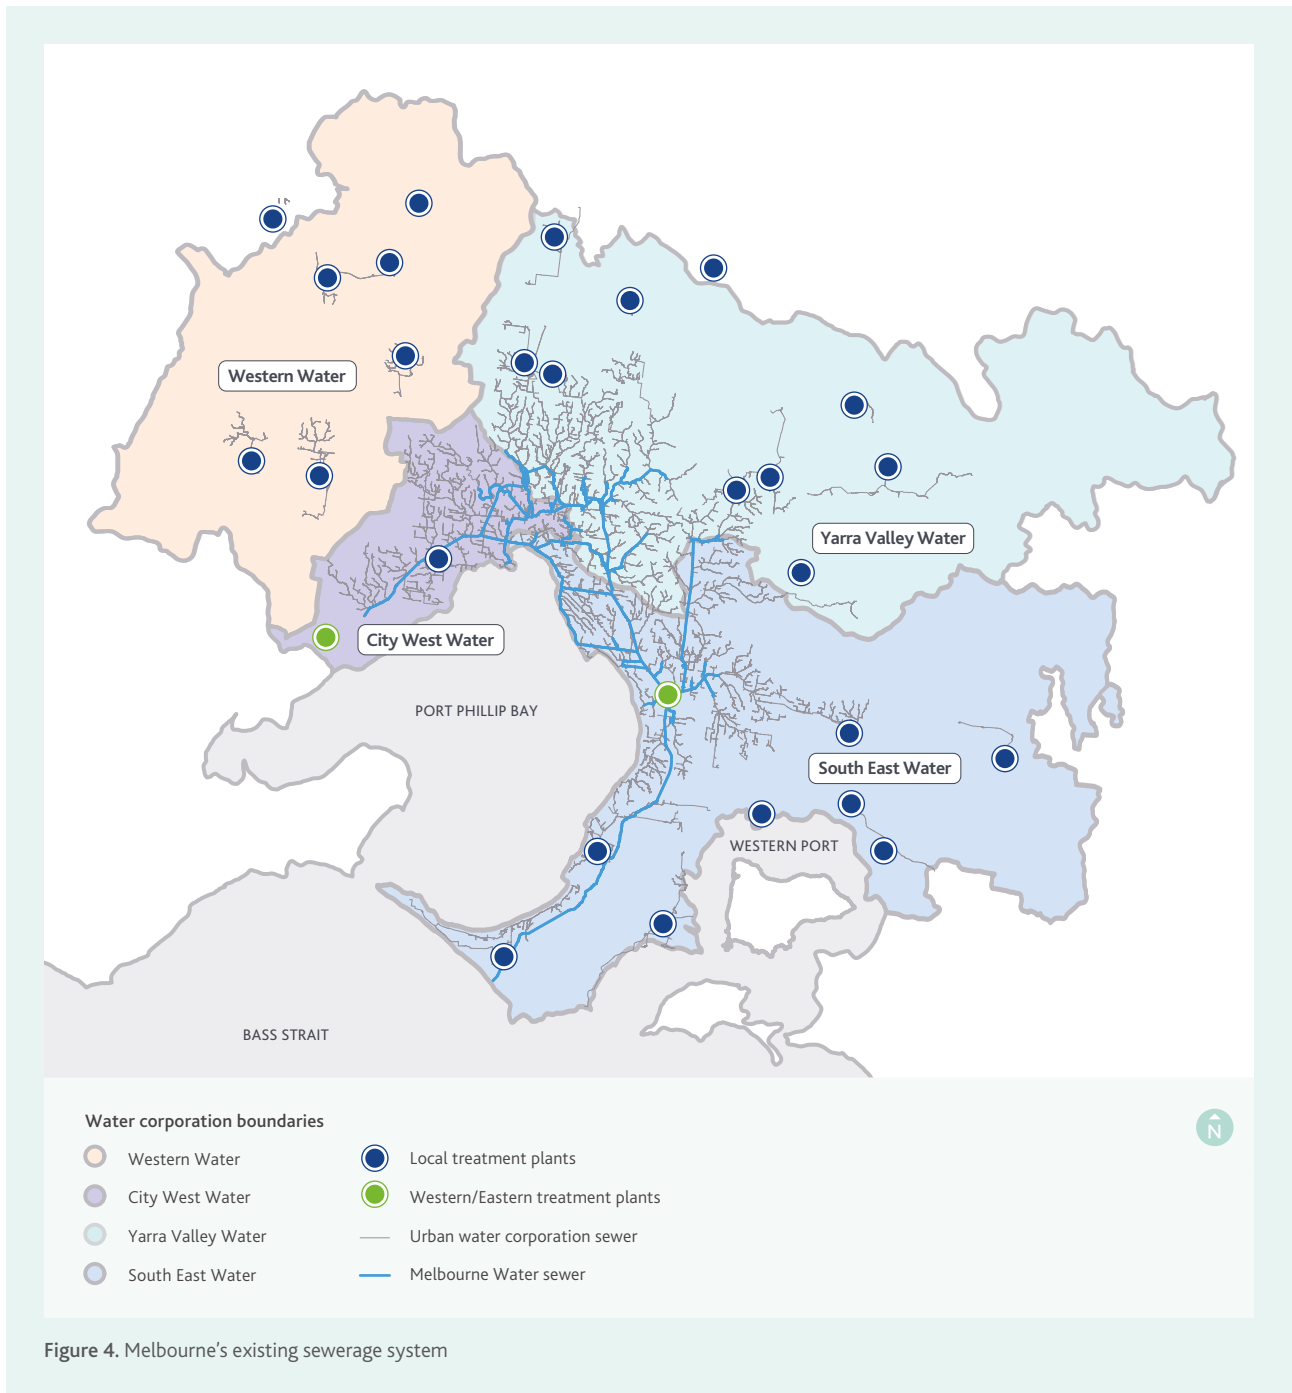 Western Water
Yarra Valley Water
City West Water
PORT PHILLIP BAY
South East Water
WESTERN PORT
BASS STRAIT
Water corporation boundaries
Western Water
City West Water
Yarra Valley Water
South East Water
Local treatment plants
Western/Eastern treatment plants
Urban water corporation sewer
Melbourne Water sewer
N
Figure 4. Melbourne's existing sewerage system